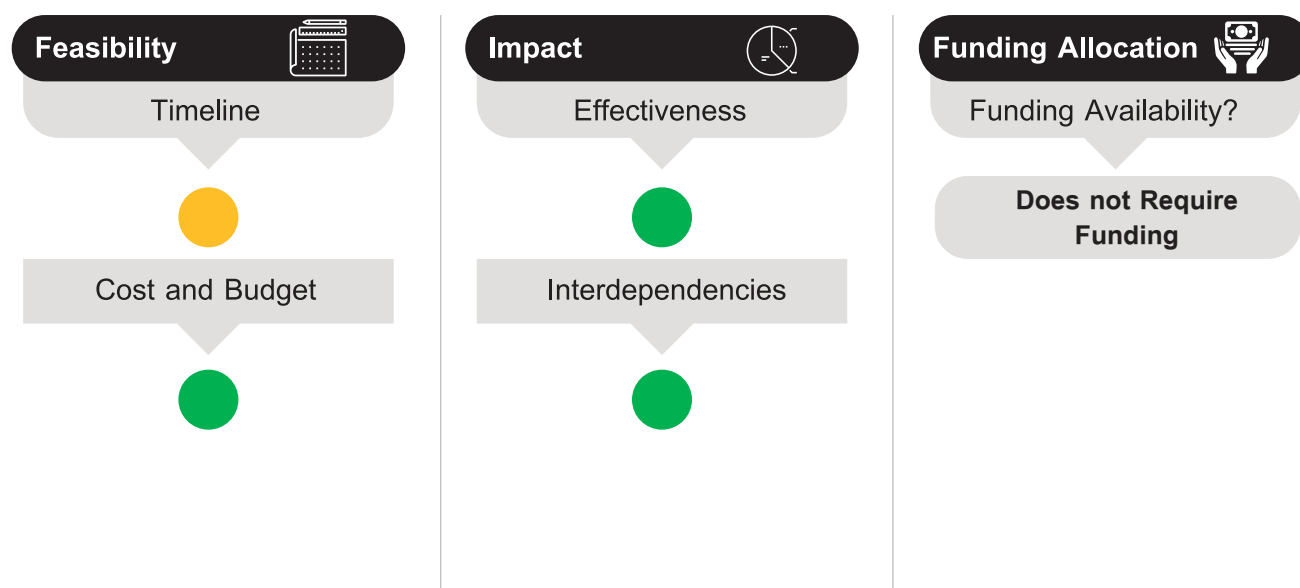 Feasibility
Timeline
Cost and Budget
Impact
Effectiveness
Interdependencies
Funding Allocation
Funding Availability?
Does not Require
Funding